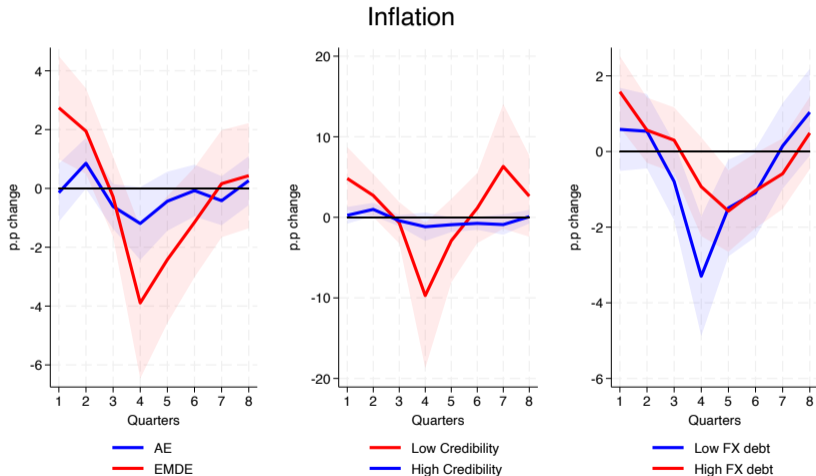 Inflation
p.p change
4
2
0
-2
-4
-6
1 2 3 4 5 6 7 8
Quarters
AE
EMDE
p.p change
20
10
0
-10
-20
1 2 3 4 5 6 7 8
Quarters
Low Credibility
High Credibility
p.p change
2
0
-2
-4
-6
1 2 3 4 5 6 7 8
Quarters
Low FX debt
High FX debt